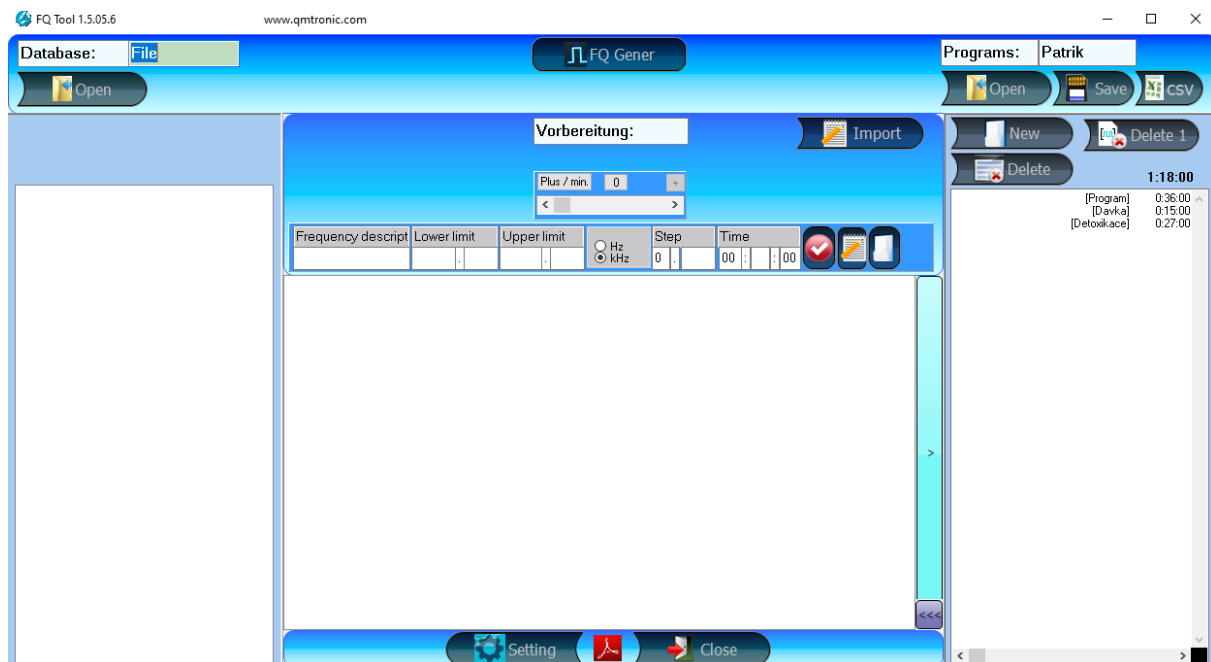 FQ Tool 1.5.05.6
www.qmtronic.com
Database:
File
FQ Gener
Programs:
Patrik
Open
Open
Save
CSV
Vorbereitung:
Import
New
Delete 1
Delete
1:18:00
Plus / min.
0
+
<
>
[Program] 0:36:00
[Davka] 0:15:00
[Detoxikace] 0:27:00
Frequency descript
Lower limit
Upper limit
Step
Time
Hz
kHz
.
.
0 .
00 : : 00
>
<<<
Setting
Close
<
>